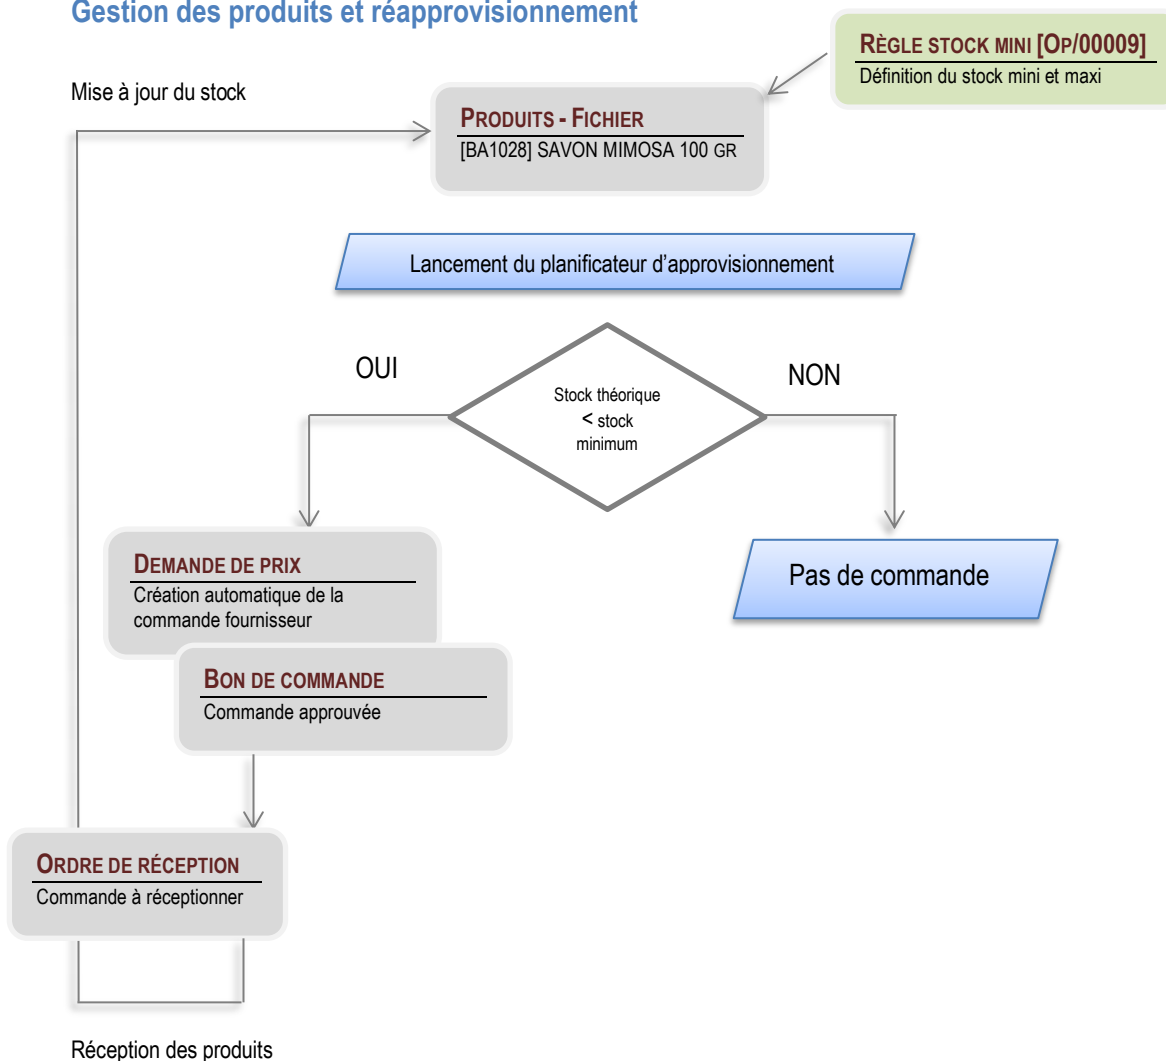 Gestion des produits et réapprovisionnement
RÈGLE STOCK MINI [OP/00009]
Définition du stock mini et maxi
Mise à jour du stock
PRODUITS - FICHIER
[BA1028] SAVON MIMOSA 100 GR
Lancement du planificateur d'approvisionnement
OUI
NON
Stock théorique
< stock
minimum
DEMANDE DE PRIX
Création automatique de la
commande fournisseur
Pas de commande
BON DE COMMANDE
Commande approuvée
ORDRE DE RÉCEPTION
Commande à réceptionner
Réception des produits